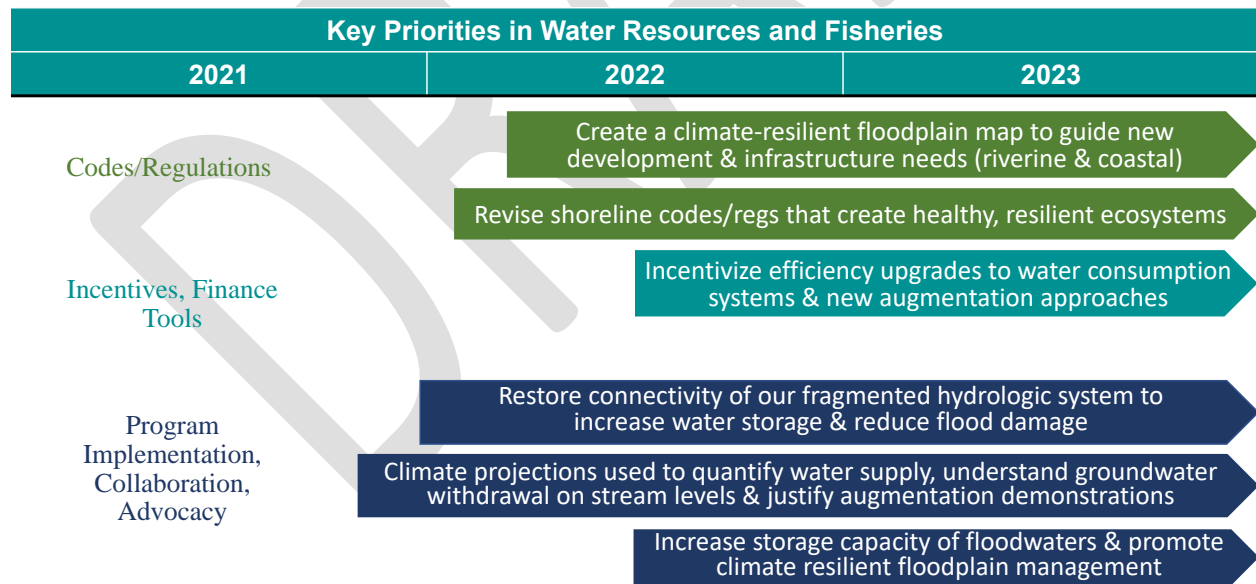 Key Priorities in Water Resources and Fisheries
2021 2022 2023
Codes/Regulations
Create a climate-resilient floodplain map to guide new
development & infrastructure needs (riverine & coastal)
Revise shoreline codes/regs that create healthy, resilient ecosystems
Incentives, Finance
Tools
Incentivize efficiency upgrades to water consumption
systems & new augmentation approaches
Program
Implementation,
Collaboration,
Advocacy
Restore connectivity of our fragmented hydrologic system to
increase water storage & reduce flood damage
Climate projections used to quantify water supply, understand groundwater
withdrawal on stream levels & justify augmentation demonstrations
Increase storage capacity of floodwaters & promote
climate resilient floodplain management